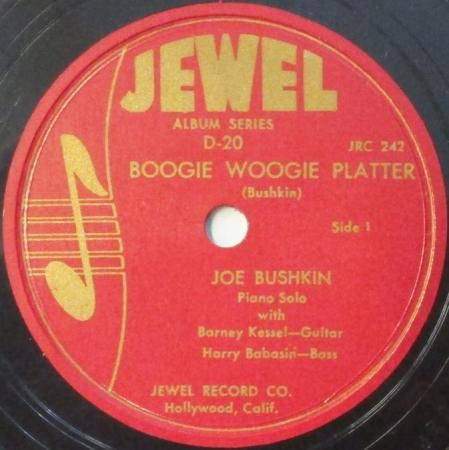 JEWEL
ALBUM SERIES
D-20
JRC 242
BOOGIE WOOGIE PLATTER
(Bushkin)
Side 1
JOE BUSHKIN
Piano Solo
with
Barney Kessel—Guitar
Harry Babasin—Bass
JEWEL RECORD CO.
Hollywood, Calif.